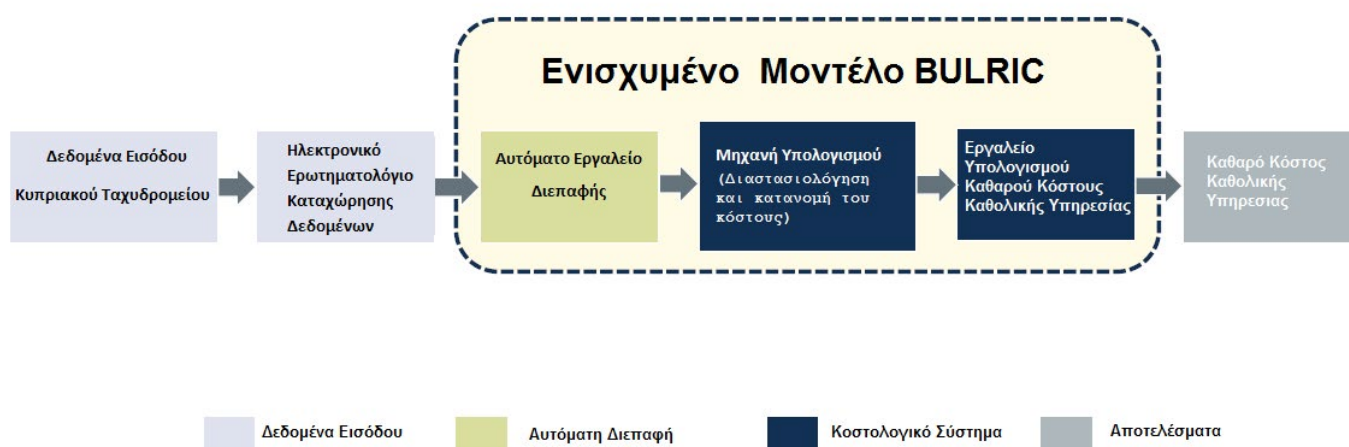 Ενισχυμένο Μοντέλο BULRIC
Δεδομένα Εισόδου
Κυπριακού Ταχυδρομείου
Ηλεκτρονικό
Ερωτηματολόγιο
Καταχώρησης
Δεδομένων
Αυτόματο Εργαλείο
Διεπαφής
Μηχανή Υπολογισμού
(Διαστασιολόγηση
και κατανομή του
κόστους)
Εργαλείο
Υπολογισμού
Καθαρού Κόστους
Καθολικής Υπηρεσίας
Καθαρό Κόστος
Καθολικής
Υπηρεσιας
Δεδομένα Εισόδου
Αυτόματη Διεπαφή
Κοστολογικό Σύστημα
Αποτελέσματα